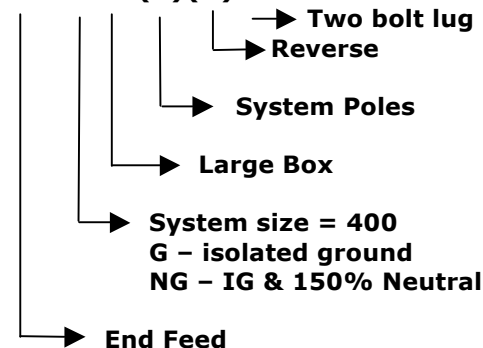 Two bolt lug
Reverse
System Poles
Large Box
System size = 400
G – isolated ground
NG – IG & 150% Neutral
End Feed